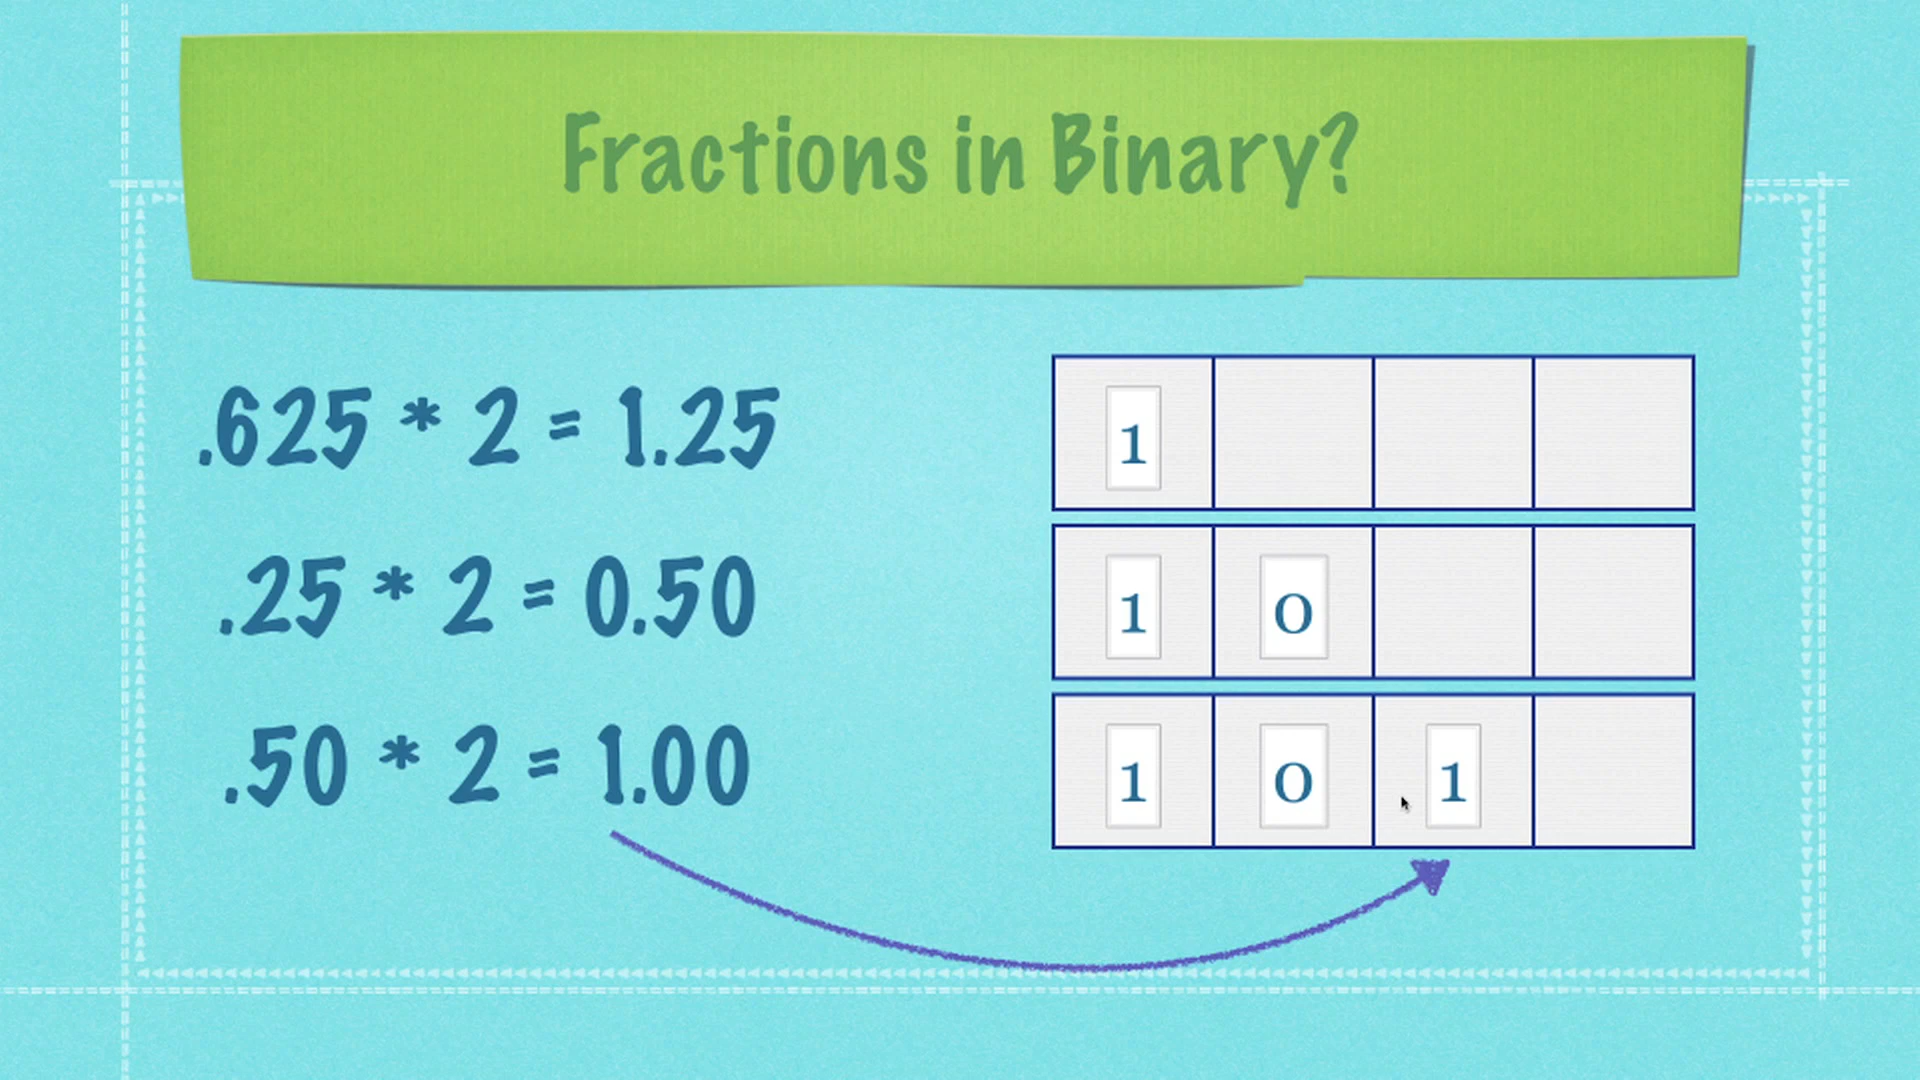 Fractions in Binary?
.625 * 2 = 1.25
1
.25 * 2 = 0.50
1 0
.50 * 2 = 1.00
1 0 1